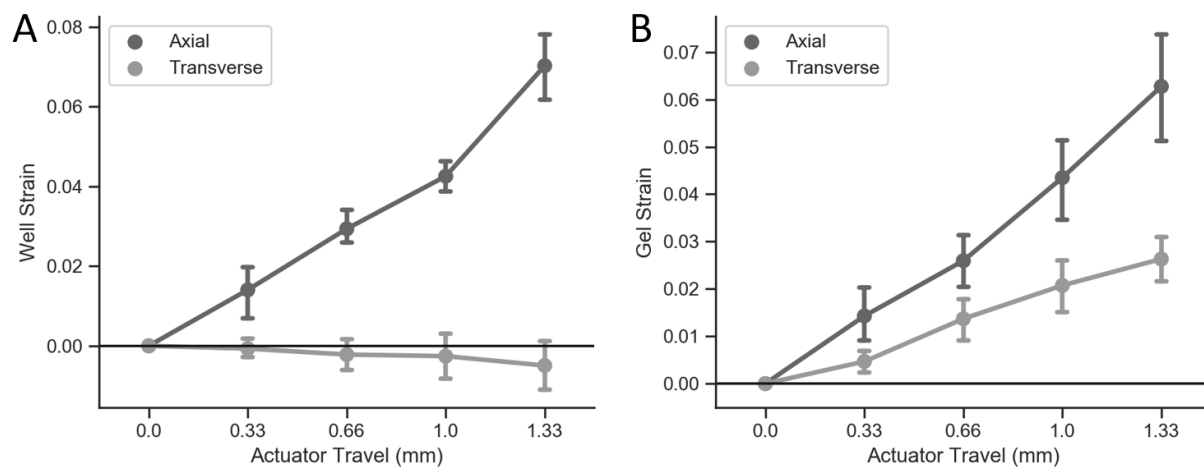 A
0.08
0.06
0.04
0.02
0.00
Well Strain
Axial
Transverse
0.0 0.33 0.66 1.0 1.33
Actuator Travel (mm)
B
0.07
0.06
0.05
0.04
0.03
0.02
0.01
0.00
Gel Strain
Axial
Transverse
0.0 0.33 0.66 1.0 1.33
Actuator Travel (mm)